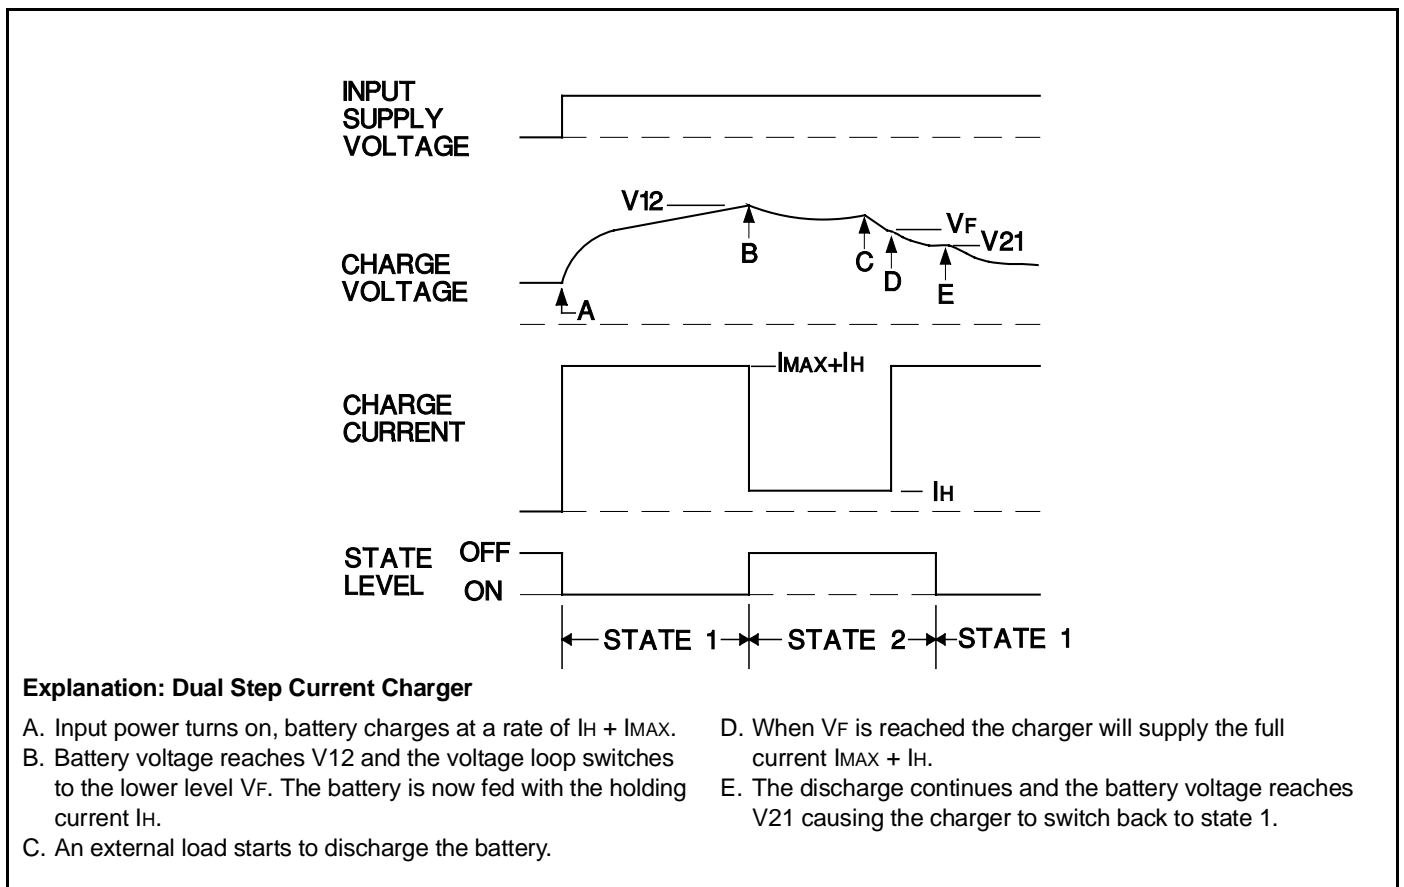 INPUT
SUPPLY
VOLTAGE
V12
VF
V21
B
C
D
E
CHARGE
VOLTAGE
A
IMAX+IH
CHARGE
CURRENT
IH
STATE
LEVEL
OFF
ON
STATE 1
STATE 2
STATE 1
Explanation: Dual Step Current Charger
A. Input power turns on, battery charges at a rate of IH + IMAX.
B. Battery voltage reaches V12 and the voltage loop switches
to the lower level VF. The battery is now fed with the holding
current IH.
C. An external load starts to discharge the battery.
D. When VF is reached the charger will supply the full
current IMAX + IH.
E. The discharge continues and the battery voltage reaches
V21 causing the charger to switch back to state 1.